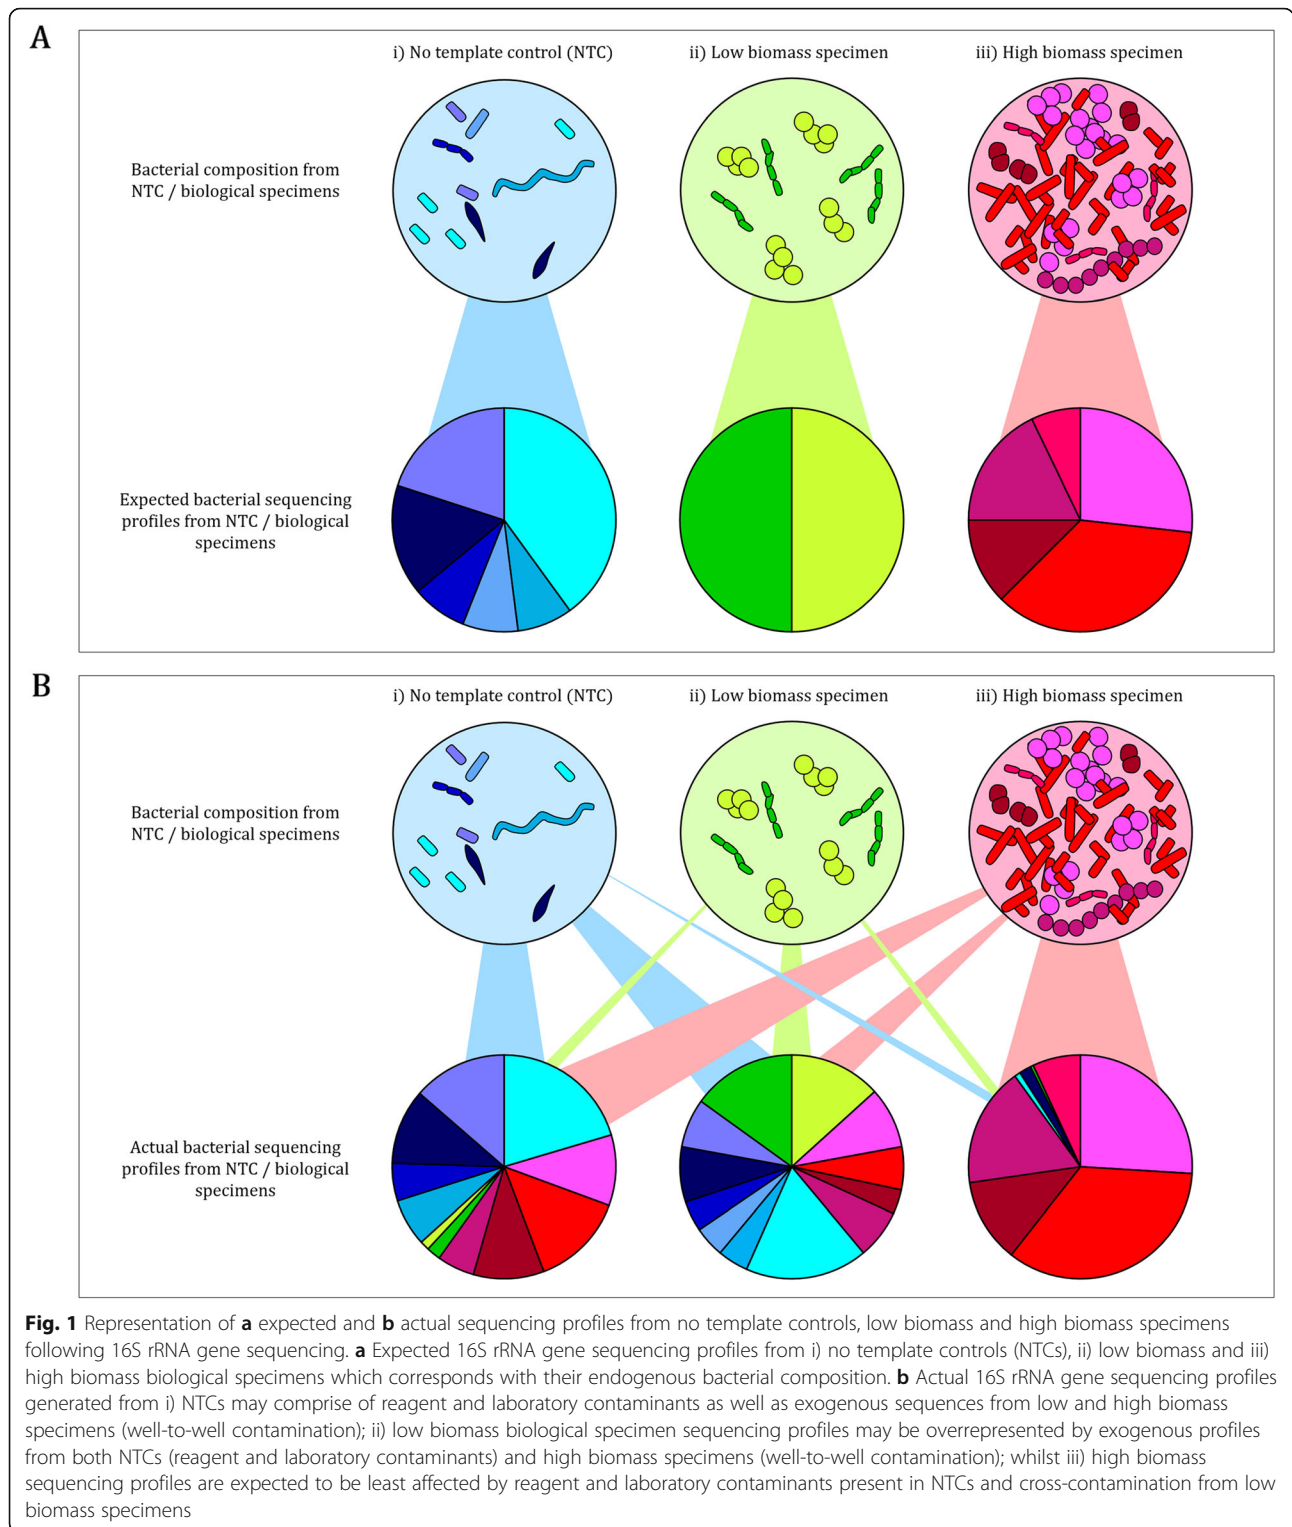 A
i) No template control (NTC)
ii) Low biomass specimen
iii) High biomass specimen
Bacterial composition from
NTC / biological specimens
Expected bacterial sequencing
profiles from NTC / biological
specimens
B
i) No template control (NTC)
ii) Low biomass specimen
iii) High biomass specimen
Bacterial composition from
NTC / biological specimens
Actual bacterial sequencing
profiles from NTC / biological
specimens
Fig. 1 Representation of a expected and b actual sequencing profiles from no template controls, low biomass and high biomass specimens
following 16S rRNA gene sequencing. a Expected 16S rRNA gene sequencing profiles from i) no template controls (NTCs), ii) low biomass and iii)
high biomass biological specimens which corresponds with their endogenous bacterial composition. b Actual 16S rRNA gene sequencing profiles
generated from i) NTCs may comprise of reagent and laboratory contaminants as well as exogenous sequences from low and high biomass
specimens (well-to-well contamination); ii) low biomass biological specimen sequencing profiles may be overrepresented by exogenous profiles
from both NTCs (reagent and laboratory contaminants) and high biomass specimens (well-to-well contamination); whilst iii) high biomass
sequencing profiles are expected to be least affected by reagent and laboratory contaminants present in NTCs and cross-contamination from low
biomass specimens